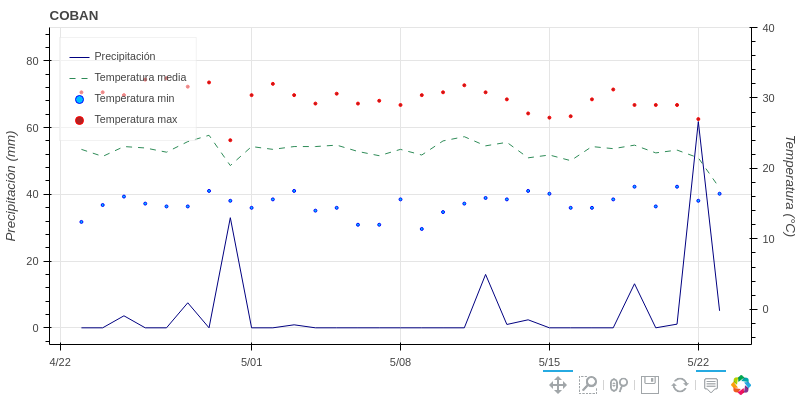 COBAN
Precipitación
Temperatura media
Temperatura min
Temperatura max
Precipitación (mm)
80
60
40
20
0
Temperatura (°C)
40
30
20
10
0
4/22
5/01
5/08
5/15
5/22